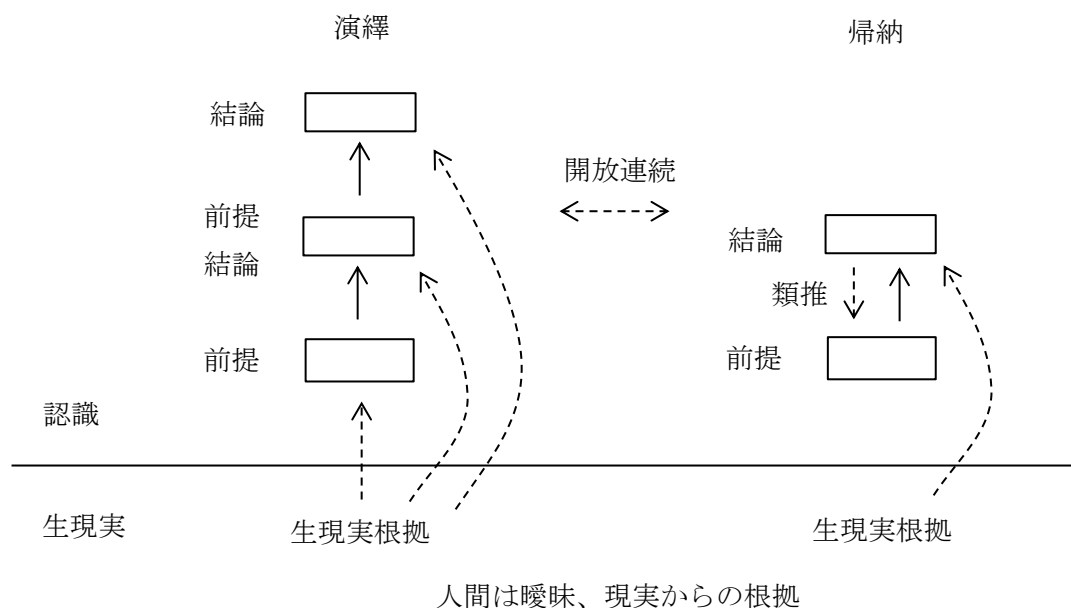 演繹
帰納
結論
開放連続
前提
結論
結論
類推
前提
前提
認識
生現実
生現実根拠
生現実根拠
人間は曖昧、現実からの根拠